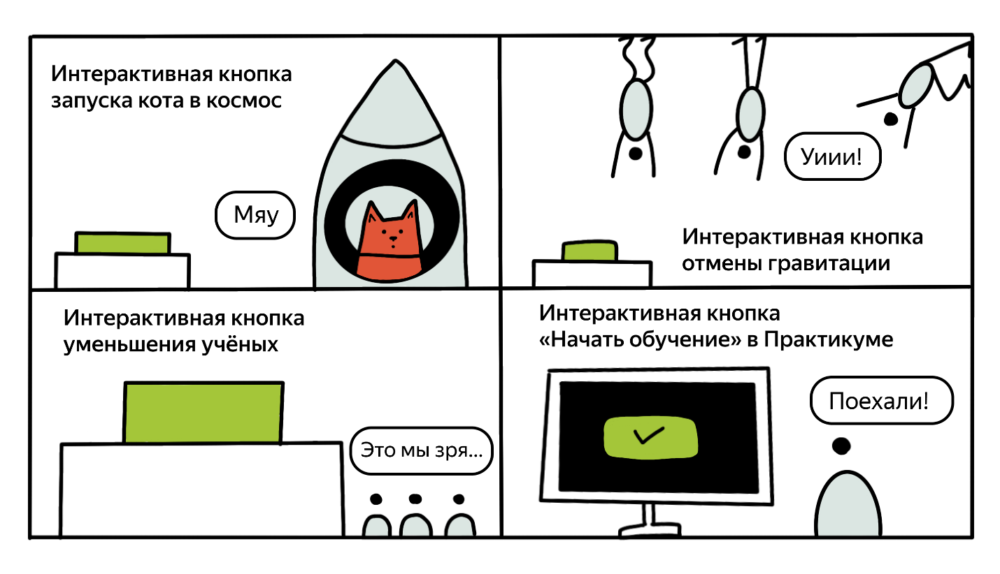 Интерактивная кнопка
запуска кота в космос
Мяу
Уиии!
Интерактивная кнопка
отмены гравитации
Интерактивная кнопка
уменьшения учёных
Это мы зря...
Интерактивная кнопка
«Начать обучение» в Практикуме
Поехали!